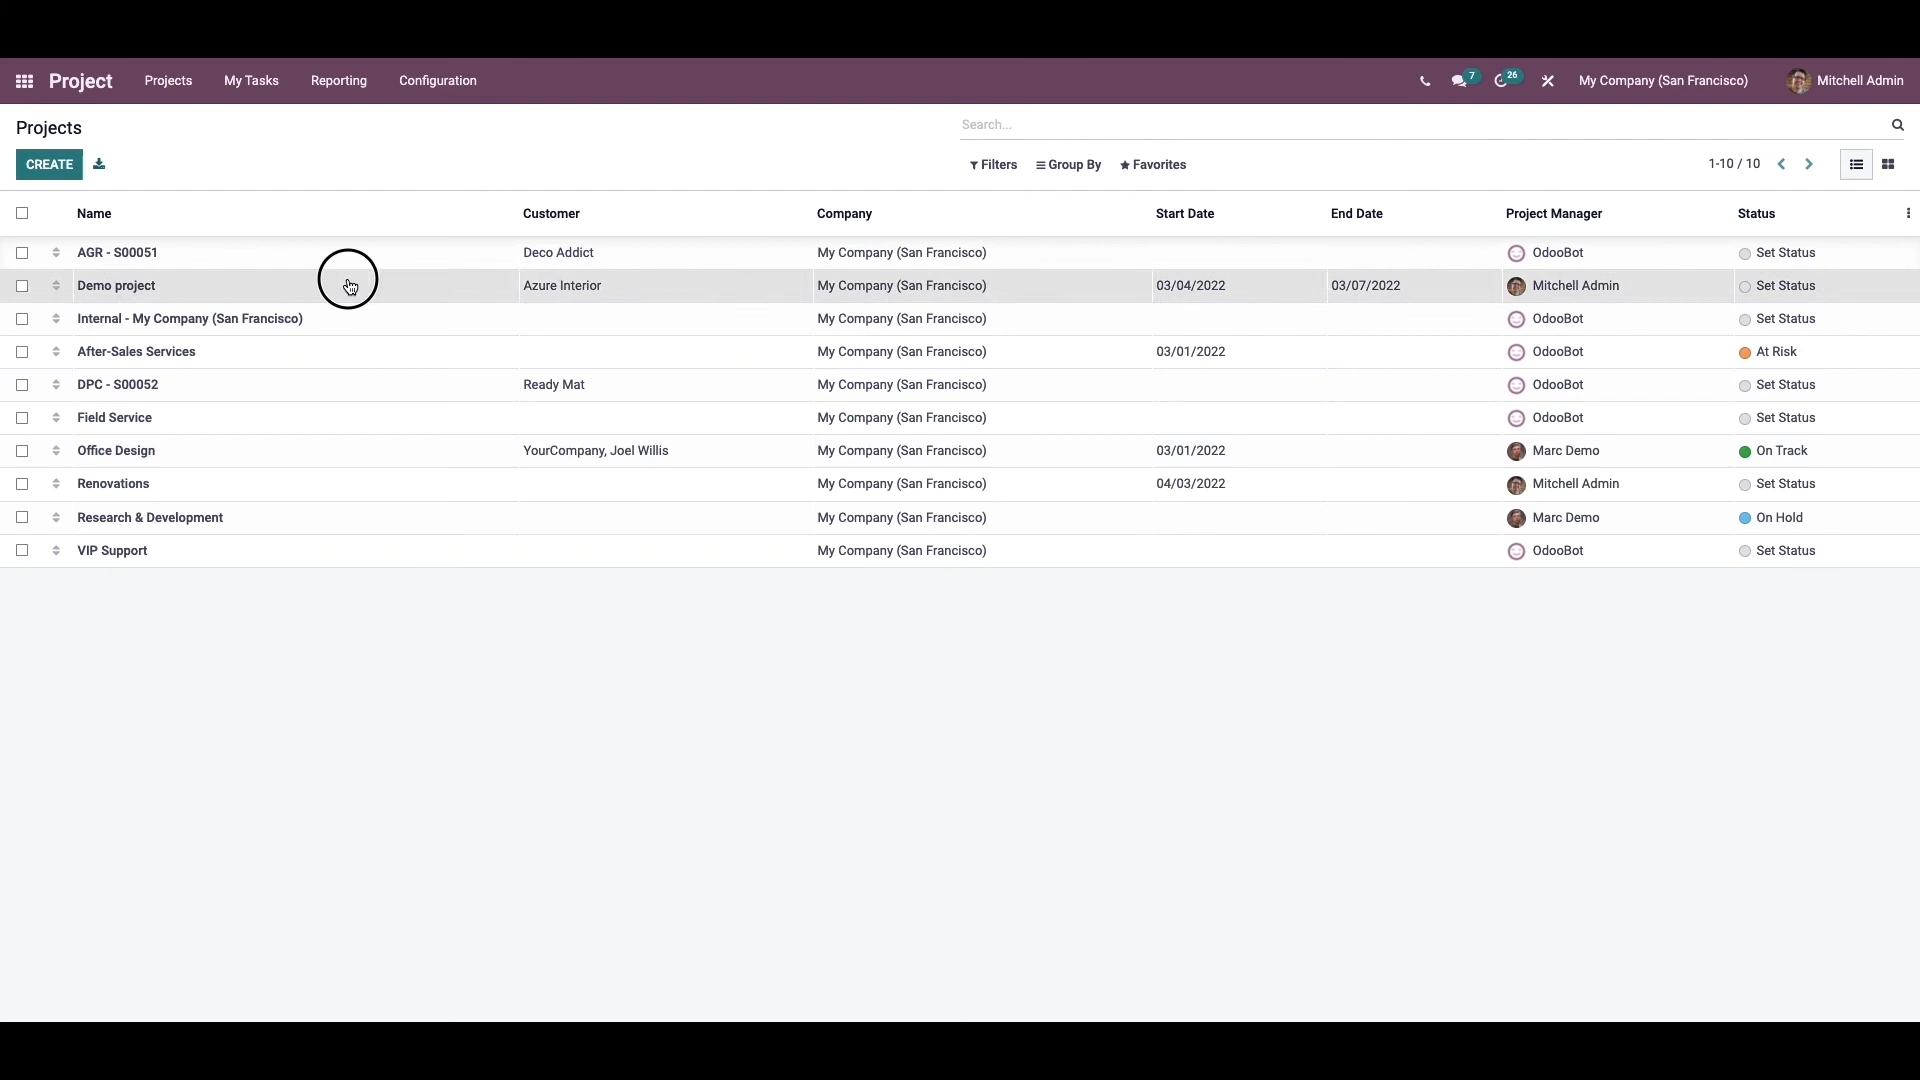 Project Projects My Tasks Reporting Configuration 7 26 My Company (San Francisco) Mitchell Admin
Projects Search...
CREATE Filters Group By Favorites 1-10 / 10
Name Customer Company Start Date End Date Project Manager Status
AGR - S00051 Deco Addict My Company (San Francisco) OdooBot Set Status
Demo project Azure Interior My Company (San Francisco) 03/04/2022 03/07/2022 Mitchell Admin Set Status
Internal - My Company (San Francisco) My Company (San Francisco) OdooBot Set Status
After-Sales Services My Company (San Francisco) 03/01/2022 OdooBot At Risk
DPC - S00052 Ready Mat My Company (San Francisco) OdooBot Set Status
Field Service My Company (San Francisco) OdooBot Set Status
Office Design YourCompany, Joel Willis My Company (San Francisco) 03/01/2022 Marc Demo On Track
Renovations My Company (San Francisco) 04/03/2022 Mitchell Admin Set Status
Research & Development My Company (San Francisco) Marc Demo On Hold
VIP Support My Company (San Francisco) OdooBot Set Status